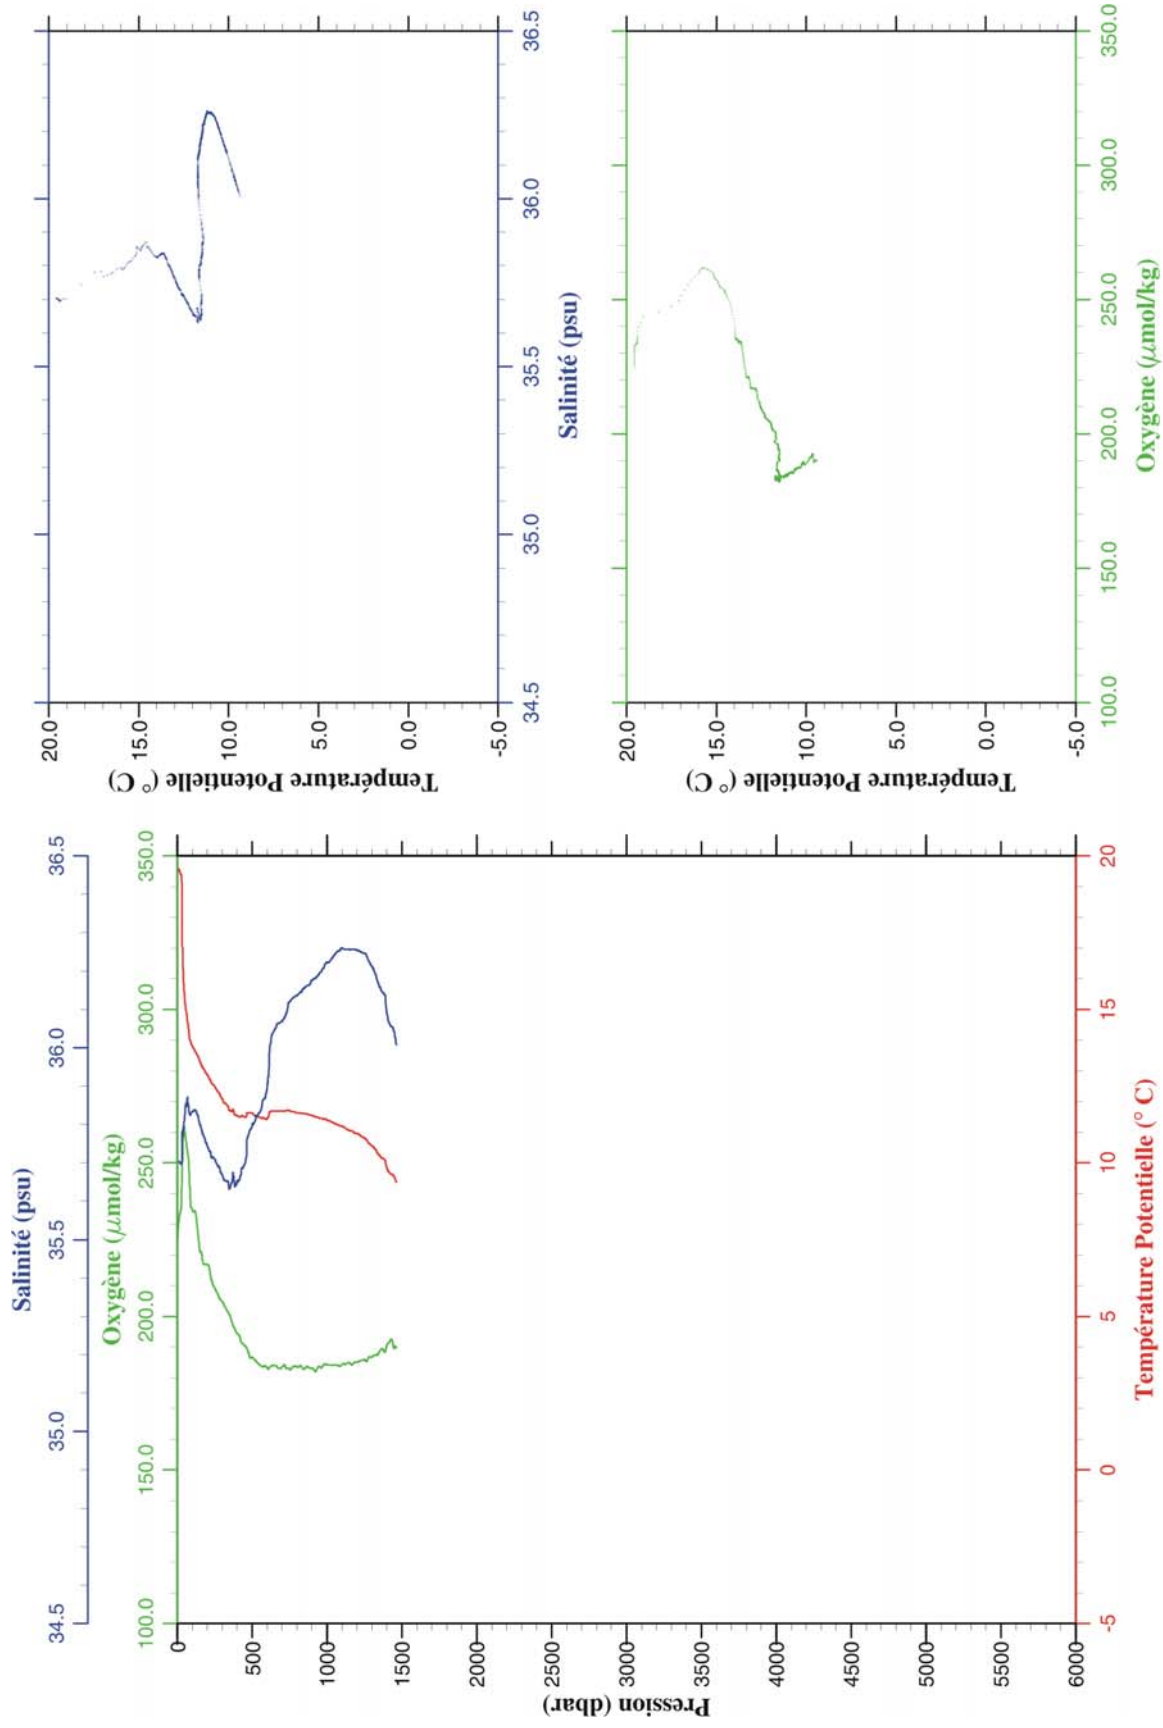 Salinité (psu)
34.5 35.0 35.5 36.0 36.5
Oxygène (μmol/kg)
100.0 150.0 200.0 250.0 300.0 350.0
Pression (dbar)
0
500
1000
1500
2000
2500
3000
3500
4000
4500
5000
5500
6000
-5 0 5 10 15 20
Température Potentielle (° C)
Température Potentielle (° C)
20.0
15.0
10.0
5.0
0.0
-5.0
34.5 35.0 35.5 36.0 36.5
Salinité (psu)
Température Potentielle (° C)
20.0
15.0
10.0
5.0
0.0
-5.0
100.0 150.0 200.0 250.0 300.0 350.0
Oxygène (μmol/kg)